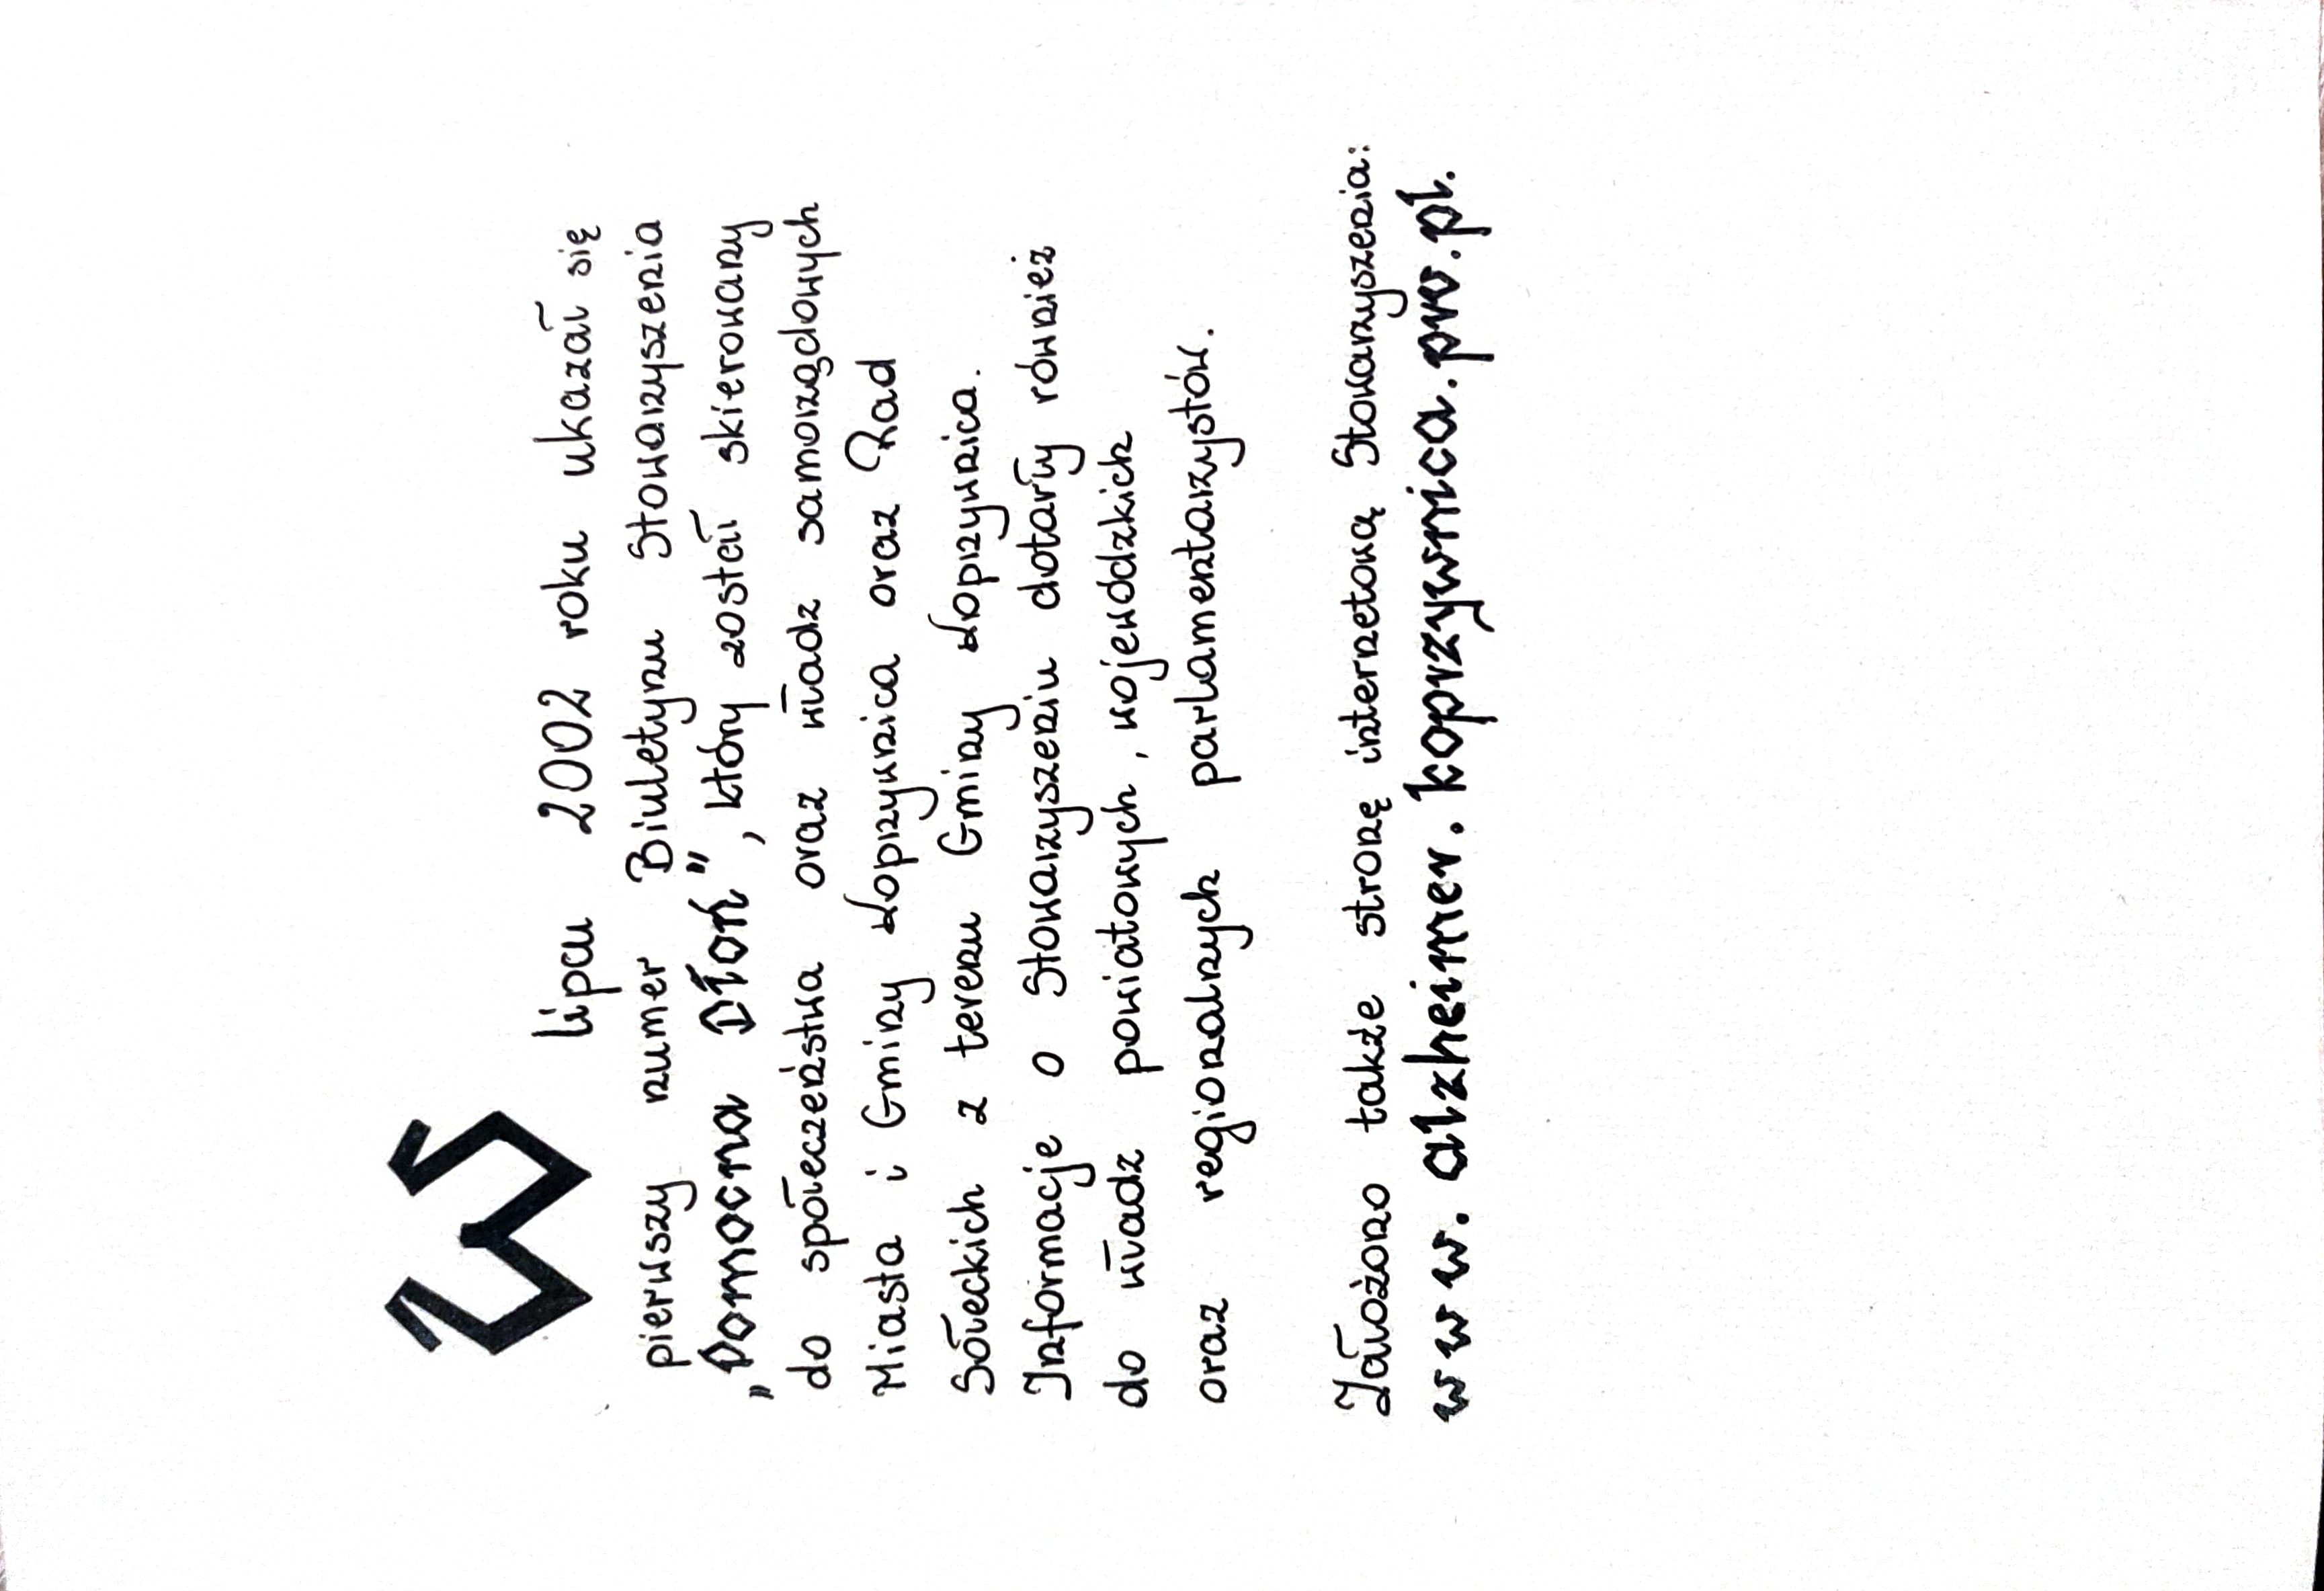 W lipcu 2002 roku ukazał się
pierwszy numer Biuletynu Stowarzyszenia
„Pomocna Dłoń", który został skierowany
do społeczeństwa oraz władz samorządowych
Miasta i Gminy Koprzywnica oraz Rad
Sołeckich z terenu Gminy Koprzywnica.
Informacje o Stowarzyszeniu dotarły również
do władz powiatowych, wojewódzkich
oraz regionalnych parlamentarzystów.
Założono także stronę internetową Stowarzyszenia:
www.alzheimer.koprzywnica.prv.pl.